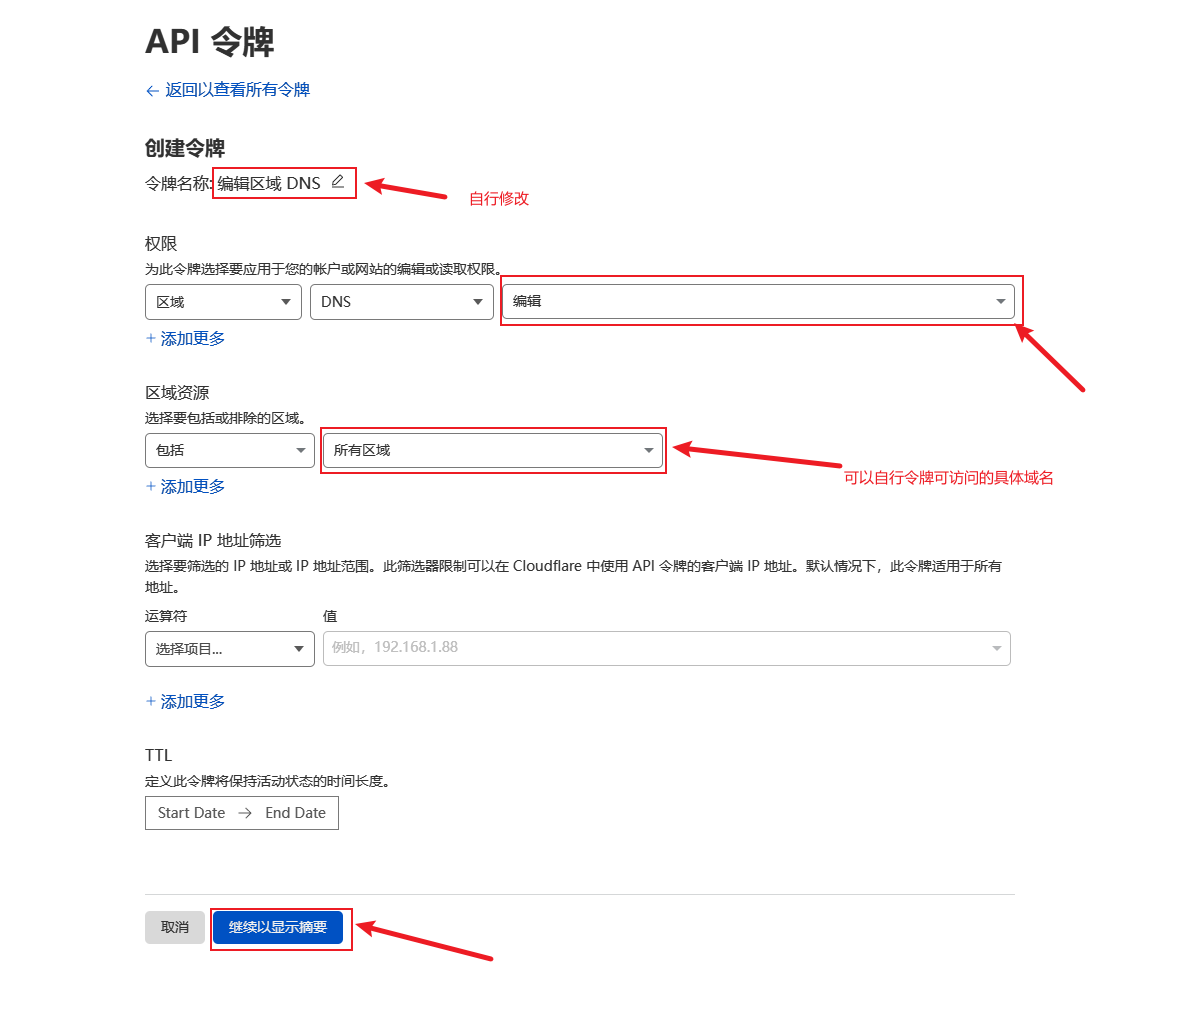 API 令牌
← 返回以查看所有令牌
创建令牌
令牌名称: 编辑区域 DNS
自行修改
权限
为此令牌选择要应用于您的帐户或网站的编辑或读取权限。
区域 DNS 编辑
+ 添加更多
区域资源
选择要包括或排除的区域。
包括 所有区域
可以自行令牌可访问的具体域名
+ 添加更多
客户端 IP 地址筛选
选择要筛选的 IP 地址或 IP 地址范围。此筛选器限制可以在 Cloudflare 中使用 API 令牌的客户端 IP 地址。默认情况下，此令牌适用于所有
地址。
运算符 值
选择项目... 例如，192.168.1.88
+ 添加更多
TTL
定义此令牌将保持活动状态的时间长度。
Start Date → End Date
取消 继续以显示摘要